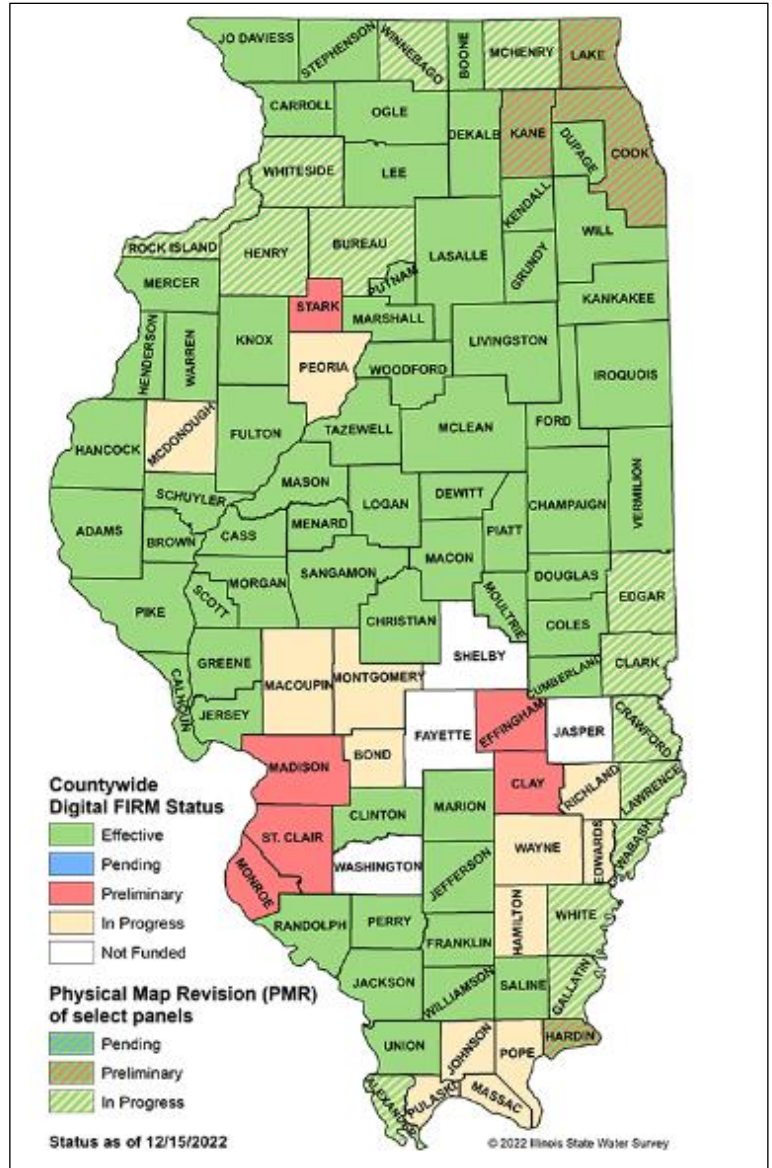 JO DAVIESS
STEPHENSON
WINNEBAGO
BOONE
MCHENRY
LAKE
CARROLL
OGLE
DEKALB
KANE
COOK
DUPAGE
WHITESIDE
LEE
KENDALL
WILL
ROCK ISLAND
HENRY
BUREAU
LASALLE
GRUNDY
PUTNAM
MERCER
STARK
MARSHALL
KANKAKEE
HENDERSON
WARREN
KNOX
PEORIA
WOODFORD
LIVINGSTON
IROQUOIS
HANCOCK
MCDONOUGH
FULTON
TAZEWELL
MCLEAN
FORD
SCHUYLER
MASON
LOGAN
DEWITT
CHAMPAIGN
VERMILION
ADAMS
BROWN
CASS
MENARD
PIATT
MACON
MORGAN
SANGAMON
DOUGLAS
EDGAR
PIKE
SCOTT
CHRISTIAN
MOULTRIE
COLES
GREENE
MACOUPIN
MONTGOMERY
SHELBY
CUMBERLAND
CLARK
CALHOUN
JERSEY
FAYETTE
EFFINGHAM
JASPER
CRAWFORD
MADISON
BOND
CLAY
RICHLAND
LAWRENCE
CLINTON
MARION
ST. CLAIR
WASHINGTON
WAYNE
EDWARDS
WABASH
MONROE
JEFFERSON
RANDOLPH
PERRY
HAMILTON
WHITE
FRANKLIN
JACKSON
WILLIAMSON
SALINE
GALLATIN
UNION
JOHNSON
POPE
HARDIN
ALEXANDER
PULASKI
MASSAC
Countywide
Digital FIRM Status
Effective
Pending
Preliminary
In Progress
Not Funded
Physical Map Revision (PMR)
of select panels
Pending
Preliminary
In Progress
Status as of 12/15/2022
© 2022 Illinois State Water Survey